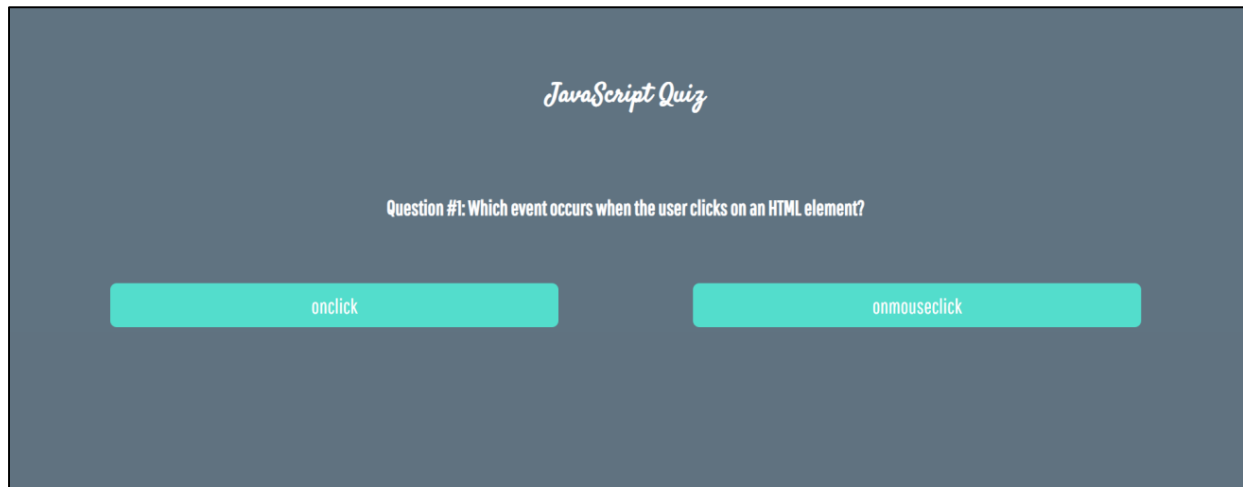 JavaScript Quiz
Question #1: Which event occurs when the user clicks on an HTML element?
onclick
onmouseclick